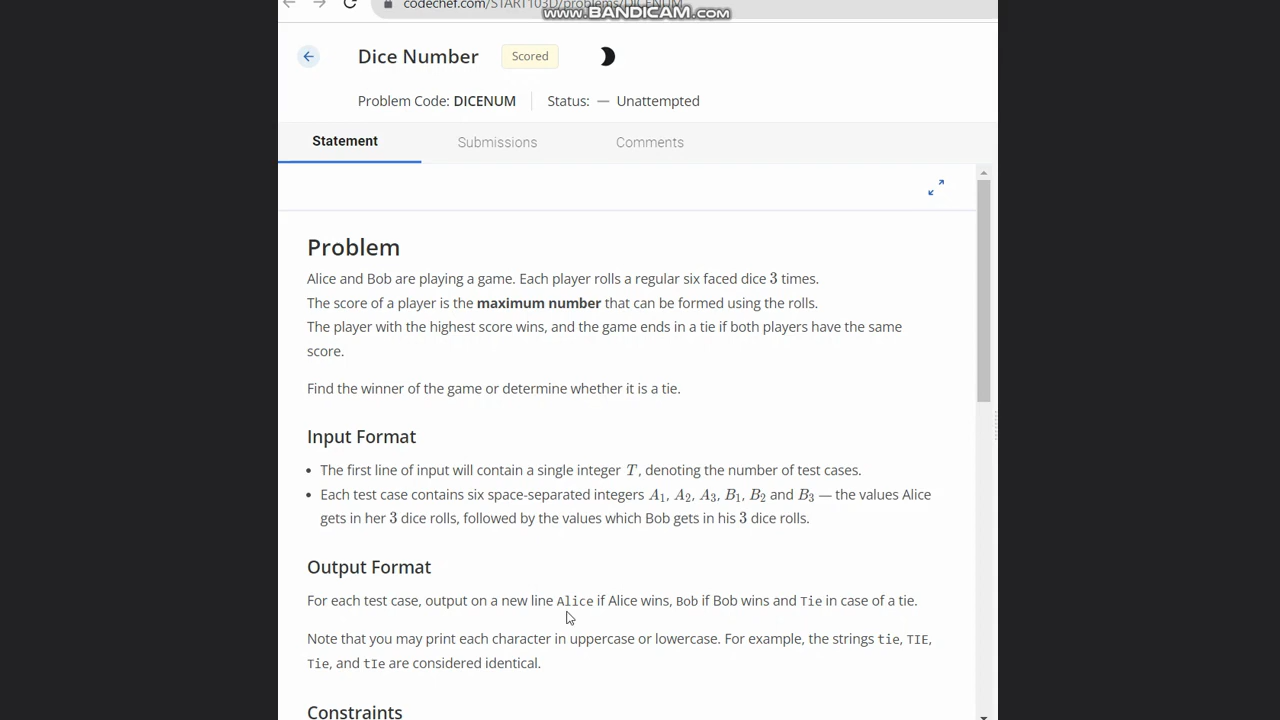 codechef.com/START103D/problems/DICENUM
www.BANDICAM.com
Dice Number Scored
Problem Code: DICENUM Status: — Unattempted
Statement Submissions Comments
Problem
Alice and Bob are playing a game. Each player rolls a regular six faced dice 3 times.
The score of a player is the maximum number that can be formed using the rolls.
The player with the highest score wins, and the game ends in a tie if both players have the same
score.
Find the winner of the game or determine whether it is a tie.
Input Format
• The first line of input will contain a single integer T, denoting the number of test cases.
• Each test case contains six space-separated integers A₁, A₂, A₃, B₁, B₂ and B₃ — the values Alice
gets in her 3 dice rolls, followed by the values which Bob gets in his 3 dice rolls.
Output Format
For each test case, output on a new line Alice if Alice wins, Bob if Bob wins and Tie in case of a tie.
Note that you may print each character in uppercase or lowercase. For example, the strings tie, TIE,
Tie, and tIe are considered identical.
Constraints